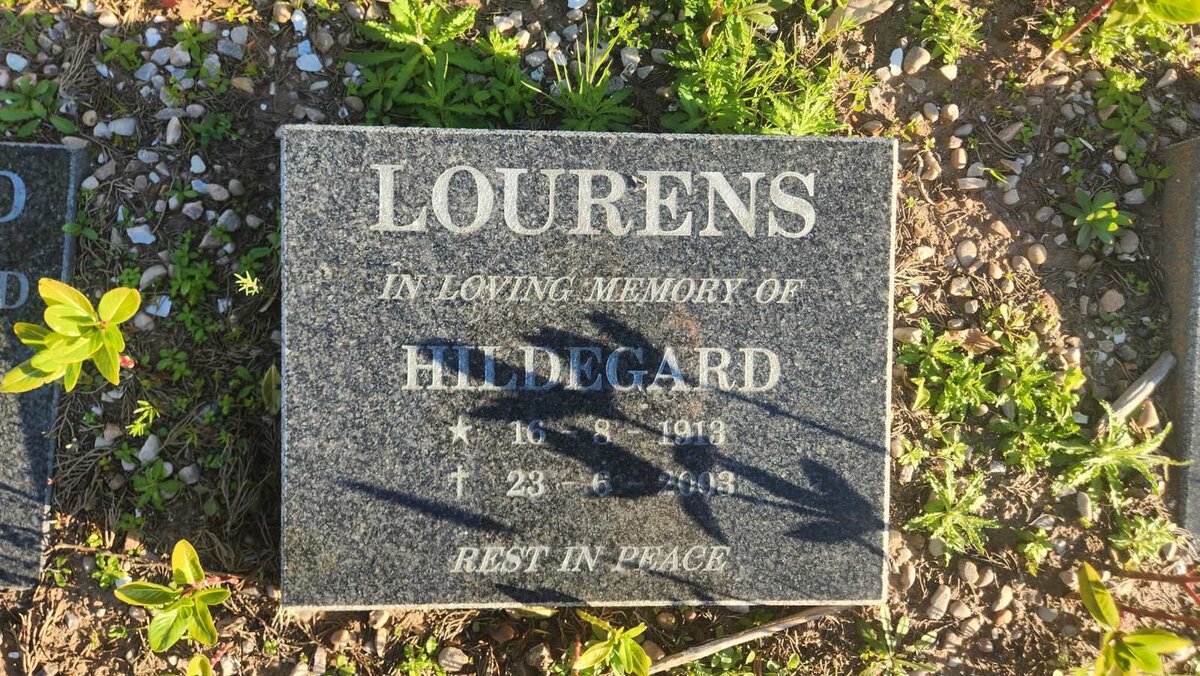 LOURENS
IN LOVING MEMORY OF
HILDEGARD
★ 16 - 8 - 1913
† 23 - 6 - 2003
REST IN PEACE
D
D